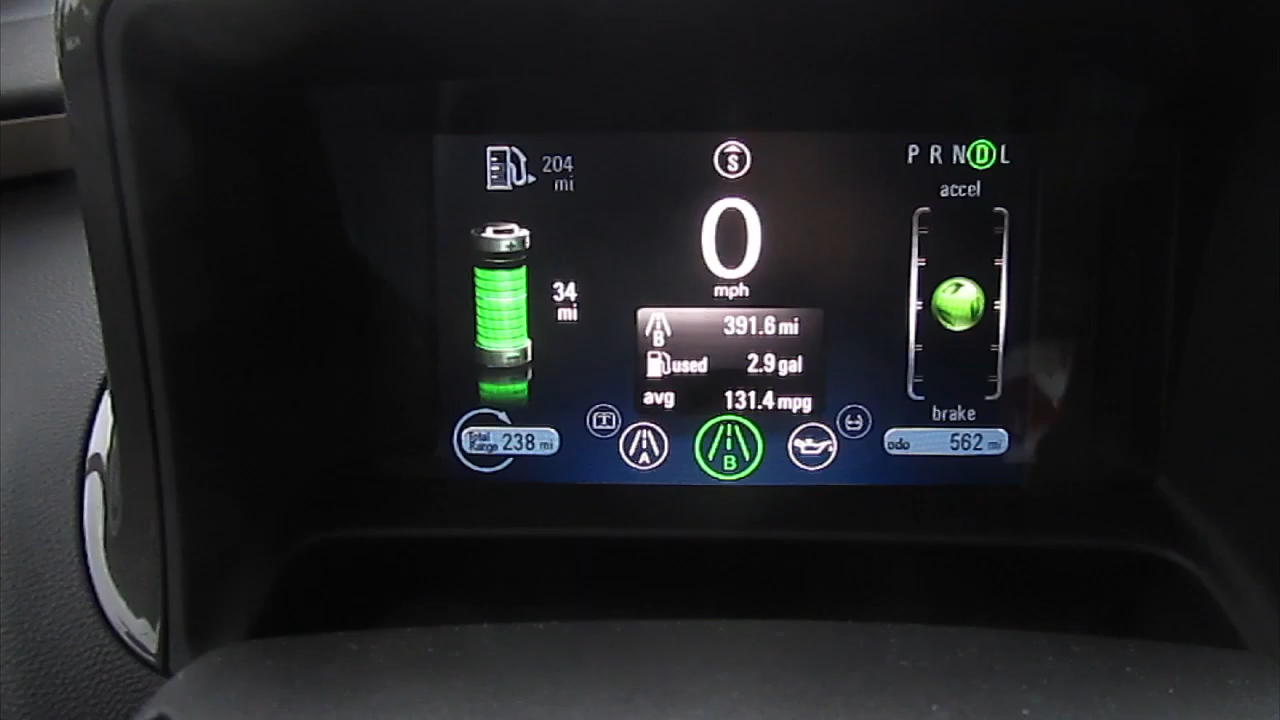 204 mi
S
P R N D L
accel
0
mph
34 mi
B 391.6 mi
used 2.9 gal
avg 131.4 mpg
brake
Total Range 238 mi
A
B
odo 562 mi